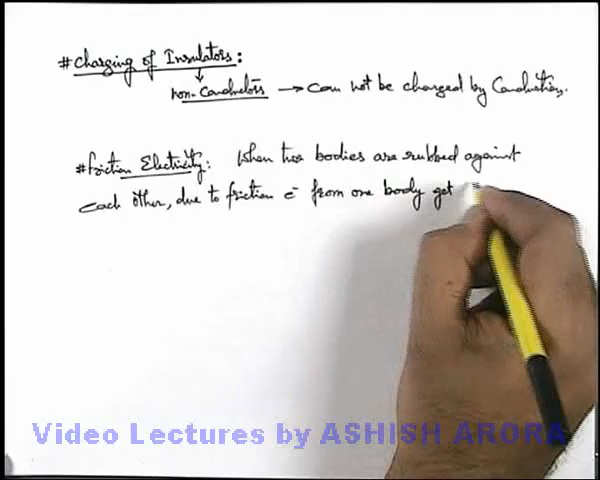 #Charging of Insulators:
non-Conductors → Can not be charged by Conduction.
#friction Electricity: When two bodies are rubbed against
each other, due to friction e⁻ from one body get
Video Lectures by ASHISH ARORA